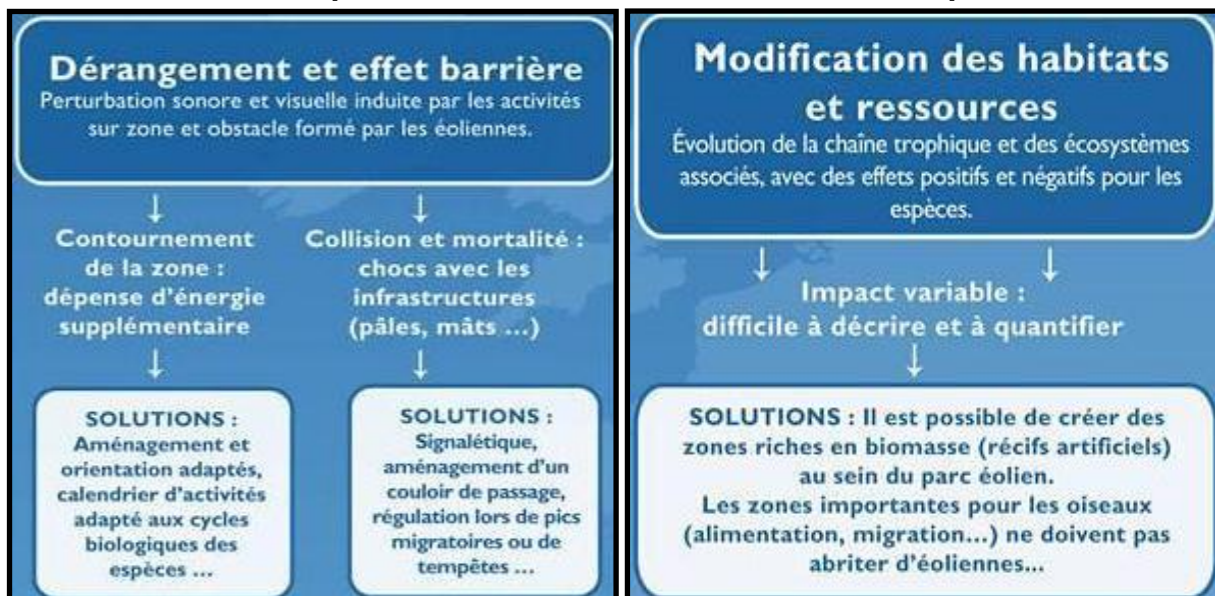 Dérangement et effet barrière
Perturbation sonore et visuelle induite par les activités
sur zone et obstacle formé par les éoliennes.
↓
Contournement
de la zone :
dépense d'énergie
supplémentaire
↓
SOLUTIONS :
Aménagement et
orientation adaptés,
calendrier d'activités
adapté aux cycles
biologiques des
espèces ...
↓
Collision et mortalité :
chocs avec les
infrastructures
(pâles, mâts ...)
↓
SOLUTIONS :
Signalétique,
aménagement d'un
couloir de passage,
régulation lors de pics
migratoires ou de
tempêtes ...
Modification des habitats
et ressources
Évolution de la chaîne trophique et des écosystèmes
associés, avec des effets positifs et négatifs pour les
espèces.
↓ ↓
Impact variable :
difficile à décrire et à quantifier
↓
SOLUTIONS : Il est possible de créer des
zones riches en biomasse (récifs artificiels)
au sein du parc éolien.
Les zones importantes pour les oiseaux
(alimentation, migration...) ne doivent pas
abriter d'éoliennes...